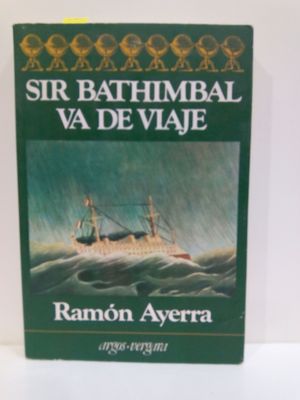 SIR BATHIMBAL
VA DE VIAJE
Ramón Ayerra
argos·vergara